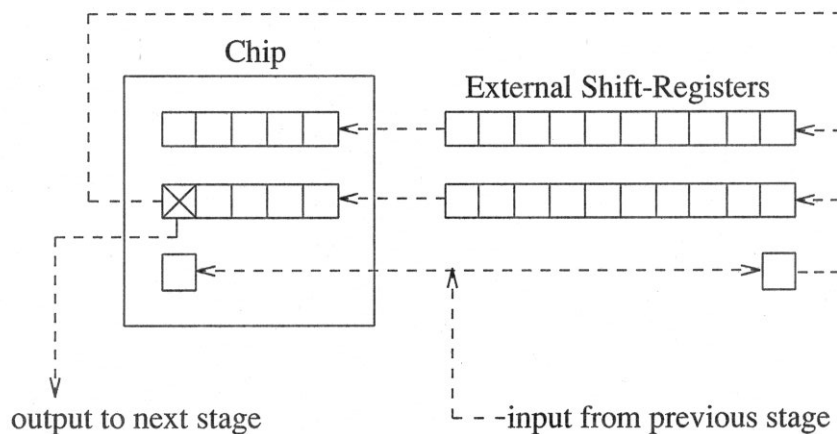 Chip
External Shift-Registers
output to next stage
input from previous stage